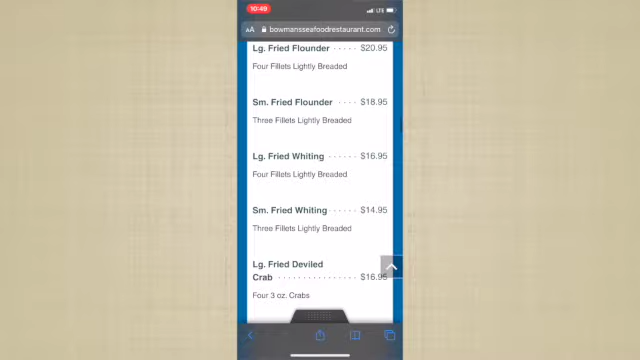 10:49
LTE
AA bowmansseafoodrestaurant.com
Lg. Fried Flounder ····· $20.95
Four Fillets Lightly Breaded
Sm. Fried Flounder ···· $18.95
Three Fillets Lightly Breaded
Lg. Fried Whiting ······ $16.95
Four Fillets Lightly Breaded
Sm. Fried Whiting ······ $14.95
Three Fillets Lightly Breaded
Lg. Fried Deviled
Crab ················ $16.95
Four 3 oz. Crabs